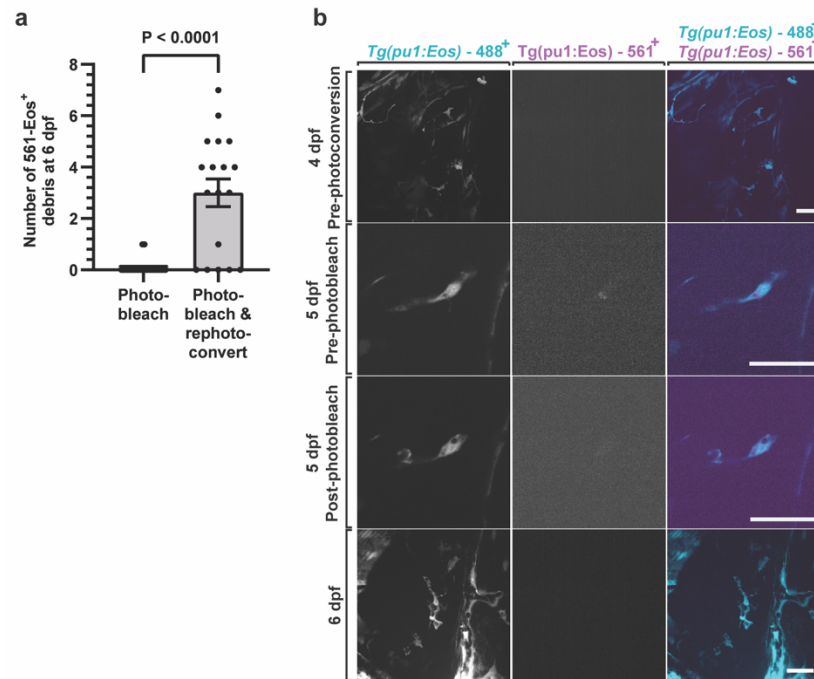 a
P < 0.0001
Number of 561-Eos+
debris at 6 dpf
8
6
4
2
0
Photo-
bleach
Photo-
bleach &
rephoto-
convert
b
Tg(pu1:Eos) - 488+
Tg(pu1:Eos) - 561+
Tg(pu1:Eos) - 488+
Tg(pu1:Eos) - 561+
4 dpf
Pre-photoconversion
5 dpf
Pre-photobleach
5 dpf
Post-photobleach
6 dpf